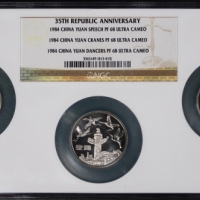 35TH REPUBLIC ANNIVERSARY
1984 CHINA YUAN SPEECH PF 68 ULTRA CAMEO
1984 CHINA YUAN CRANES PF 68 ULTRA CAMEO
1984 CHINA YUAN DANCERS PF 68 ULTRA CAMEO
NGC